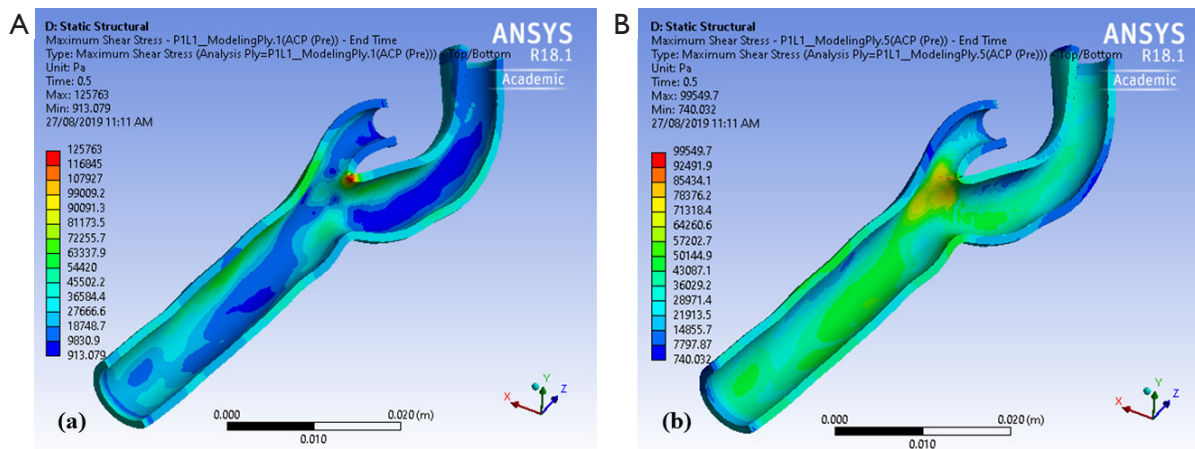 A
D: Static Structural
Maximum Shear Stress - P1L1__ModelingPly.1(ACP (Pre)) - End Time
Type: Maximum Shear Stress (Analysis Ply=P1L1__ModelingPly.1(ACP (Pre))) - Top/Bottom
Unit: Pa
Time: 0.5
Max: 125763
Min: 913.079
27/08/2019 11:11 AM
ANSYS
R18.1
Academic
125763
116845
107927
99009.2
90091.3
81173.5
72255.7
63337.9
54420
45502.2
36584.4
27666.6
18748.7
9830.9
913.079
(a)
0.000
0.020 (m)
0.010
X
Y
Z
B
D: Static Structural
Maximum Shear Stress - P1L1__ModelingPly.5(ACP (Pre)) - End Time
Type: Maximum Shear Stress (Analysis Ply=P1L1__ModelingPly.5(ACP (Pre))) - Top/Bottom
Unit: Pa
Time: 0.5
Max: 99549.7
Min: 740.032
27/08/2019 11:11 AM
ANSYS
R18.1
Academic
99549.7
92491.9
85434.1
78376.2
71318.4
64260.6
57202.7
50144.9
43087.1
36029.2
28971.4
21913.5
14855.7
7797.87
740.032
(b)
0.000
0.020 (m)
0.010
X
Y
Z